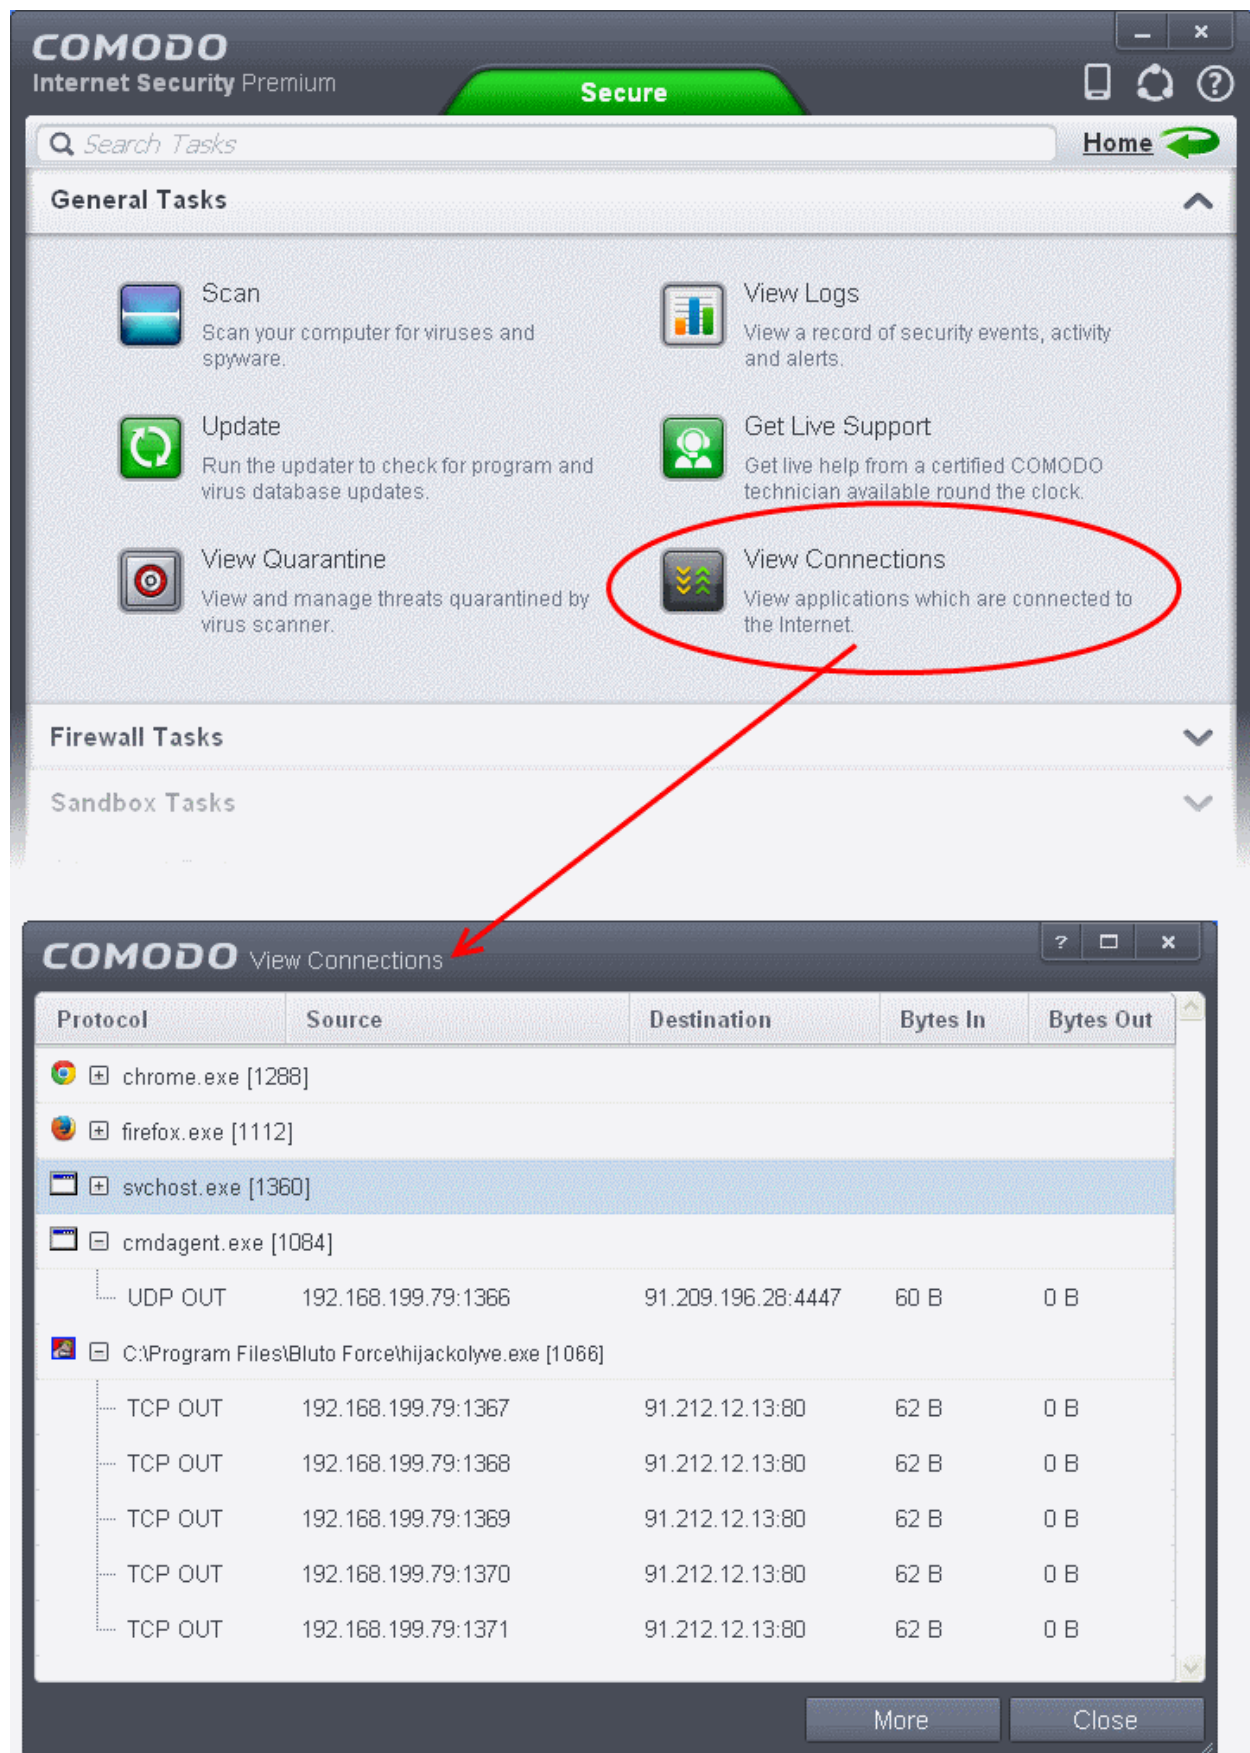 COMODO
Internet Security Premium
Secure
Search Tasks
Home
General Tasks
Scan
Scan your computer for viruses and
spyware.
View Logs
View a record of security events, activity
and alerts.
Update
Run the updater to check for program and
virus database updates.
Get Live Support
Get live help from a certified COMODO
technician available round the clock.
View Quarantine
View and manage threats quarantined by
virus scanner.
View Connections
View applications which are connected to
the Internet.
Firewall Tasks
Sandbox Tasks
COMODO View Connections
Protocol Source Destination Bytes In Bytes Out
chrome.exe [1288]
firefox.exe [1112]
svchost.exe [1360]
cmdagent.exe [1084]
UDP OUT 192.168.199.79:1366 91.209.196.28:4447 60 B 0 B
C:\Program Files\Bluto Force\hijackolyve.exe [1066]
TCP OUT 192.168.199.79:1367 91.212.12.13:80 62 B 0 B
TCP OUT 192.168.199.79:1368 91.212.12.13:80 62 B 0 B
TCP OUT 192.168.199.79:1369 91.212.12.13:80 62 B 0 B
TCP OUT 192.168.199.79:1370 91.212.12.13:80 62 B 0 B
TCP OUT 192.168.199.79:1371 91.212.12.13:80 62 B 0 B
More Close